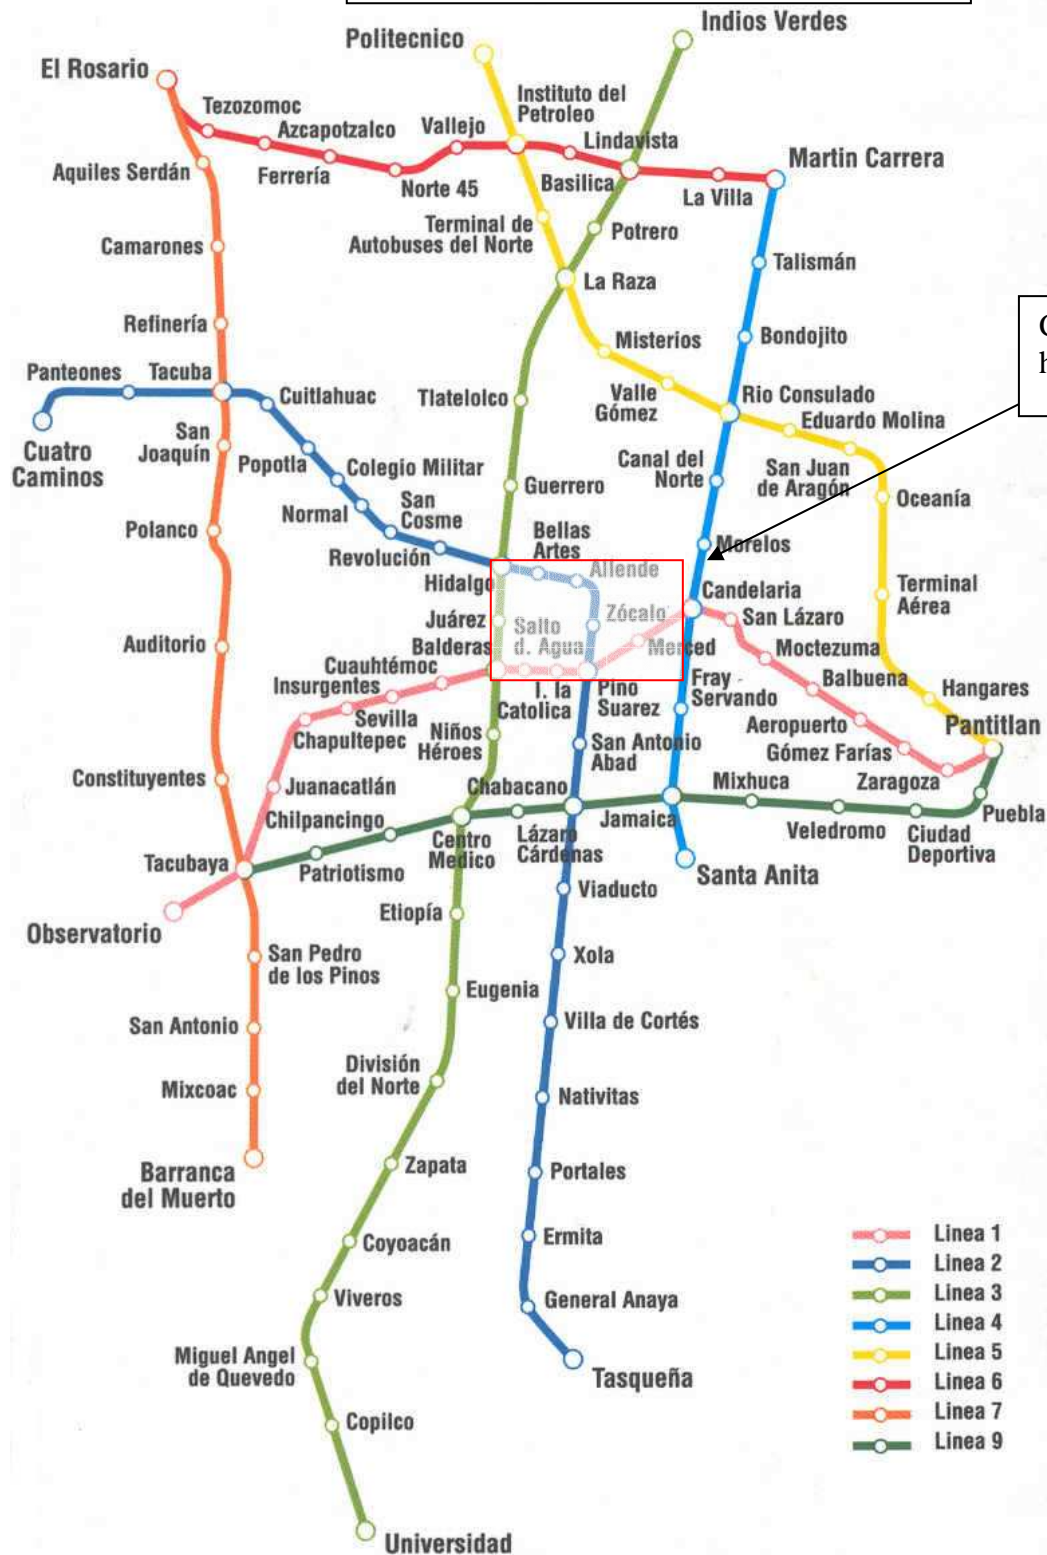 Indios Verdes
Politecnico
El Rosario
Tezozomoc
Instituto del
Petroleo
Azcapotzalco
Vallejo
Lindavista
Martin Carrera
Aquiles Serdán
Ferrería
Norte 45
Basilica
La Villa
Terminal de
Autobuses del Norte
Potrero
Camarones
Talismán
La Raza
Refinería
Misterios
Bondojito
Panteones
Tacuba
Cuitlahuac
Tlatelolco
Valle
Gómez
Rio Consulado
Eduardo Molina
Cuatro
Caminos
San
Joaquín
Popotla
Colegio Militar
Canal del
Norte
San Juan
de Aragón
Guerrero
Oceanía
Normal
San
Cosme
Polanco
Revolución
Bellas
Artes
Morelos
Hidalgo
Allende
Candelaria
Terminal
Aérea
Juárez
Salto
d. Agua
Zócalo
San Lázaro
Auditorio
Balderas
Merced
Moctezuma
Cuauhtémoc
Insurgentes
I. la
Catolica
Pino
Suarez
Fray
Servando
Balbuena
Hangares
Sevilla
Chapultepec
Niños
Héroes
Aeropuerto
Pantitlan
San Antonio
Abad
Gómez Farías
Constituyentes
Juanacatlán
Chabacano
Mixhuca
Zaragoza
Chilpancingo
Centro
Medico
Lázaro
Cárdenas
Jamaica
Veledromo
Ciudad
Deportiva
Puebla
Tacubaya
Patriotismo
Santa Anita
Viaducto
Observatorio
Etiopía
San Pedro
de los Pinos
Xola
Eugenia
San Antonio
Villa de Cortés
División
del Norte
Mixcoac
Nativitas
Barranca
del Muerto
Zapata
Portales
Coyoacán
Ermita
Viveros
General Anaya
Miguel Angel
de Quevedo
Tasqueña
Copilco
Universidad
Linea 1
Linea 2
Linea 3
Linea 4
Linea 5
Linea 6
Linea 7
Linea 9